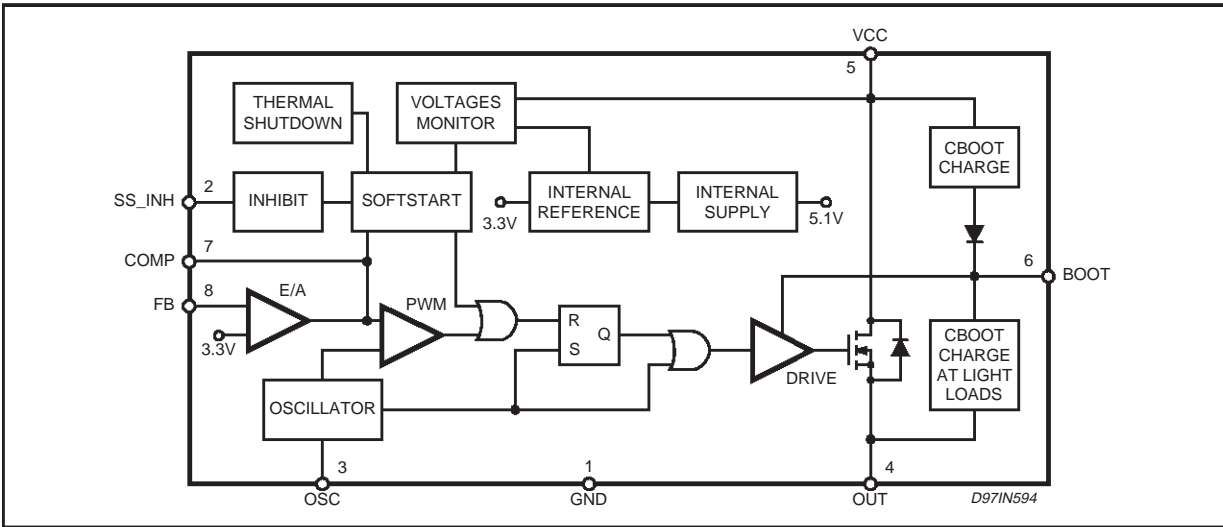 VCC
5
THERMAL
SHUTDOWN
VOLTAGES
MONITOR
CBOOT
CHARGE
SS_INH
2
INHIBIT
SOFTSTART
3.3V
INTERNAL
REFERENCE
INTERNAL
SUPPLY
5.1V
COMP
7
6
BOOT
FB
8
E/A
3.3V
PWM
R
S
Q
DRIVE
CBOOT
CHARGE
AT LIGHT
LOADS
OSCILLATOR
3
OSC
1
GND
4
OUT
D97IN594